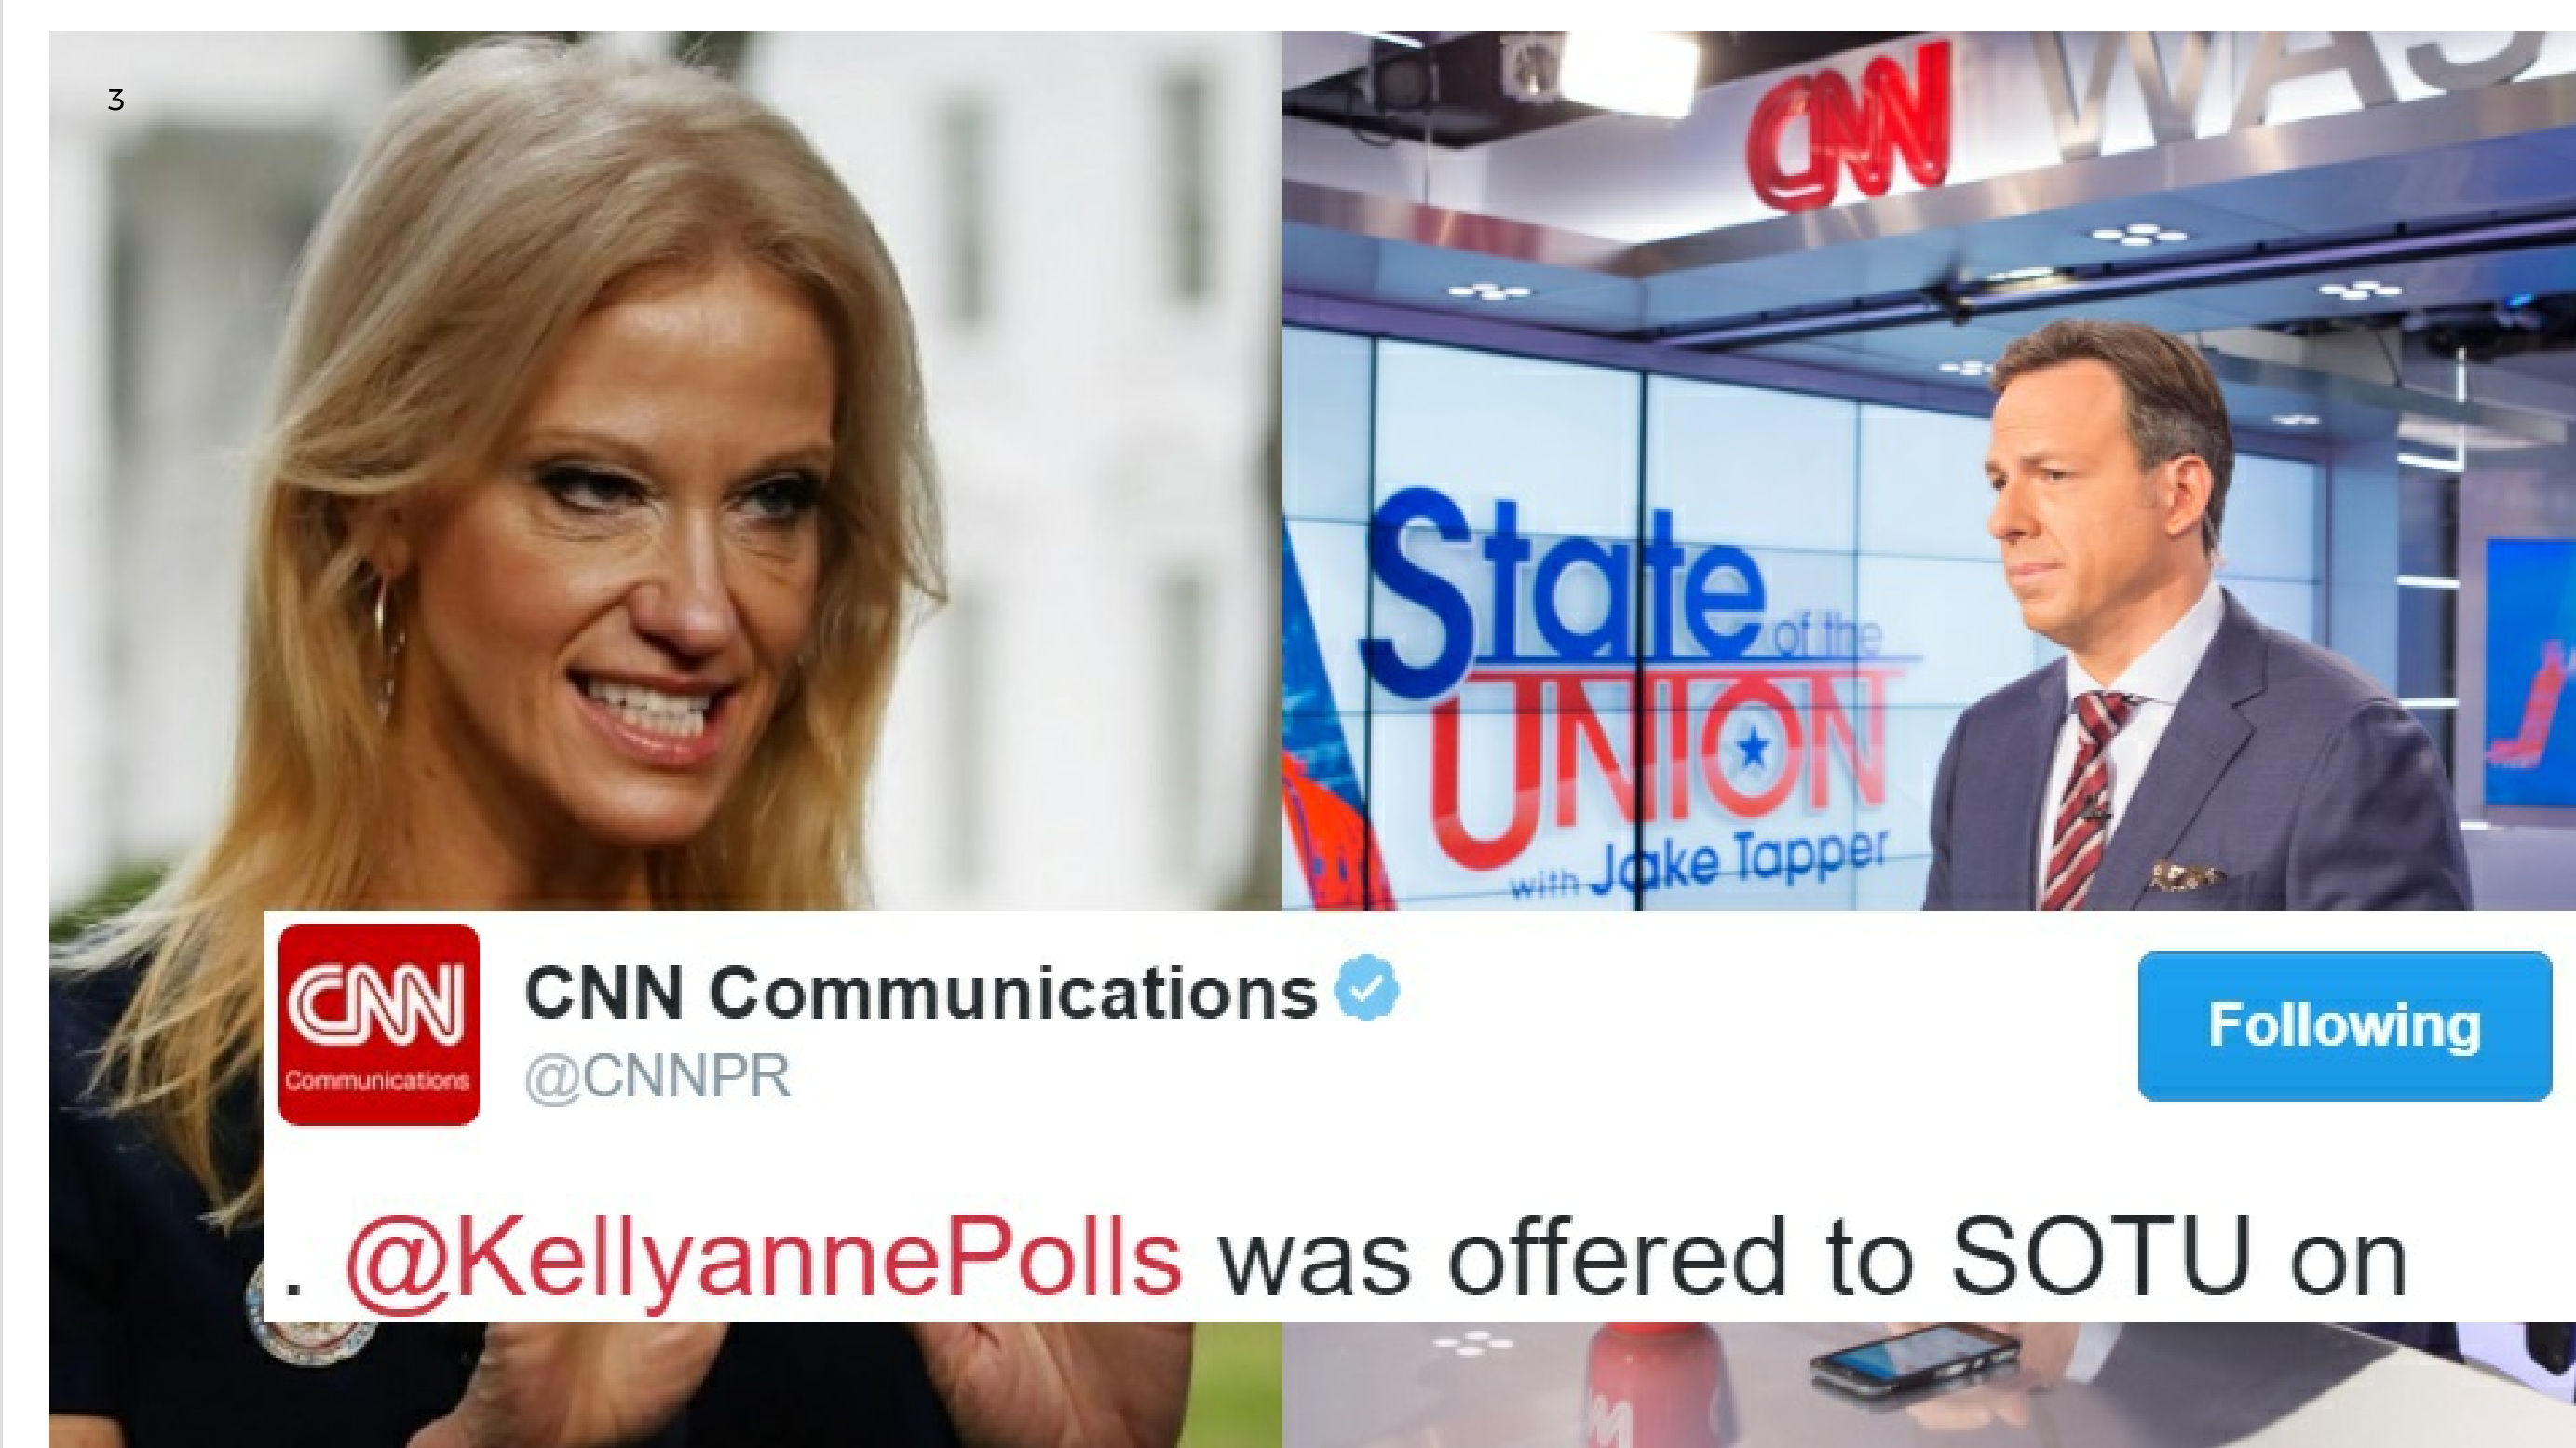 3
CNN WAS
State of the
UNION
with Jake Tapper
CNN
Communications
CNN Communications
@CNNPR
Following
. @KellyannePolls was offered to SOTU on